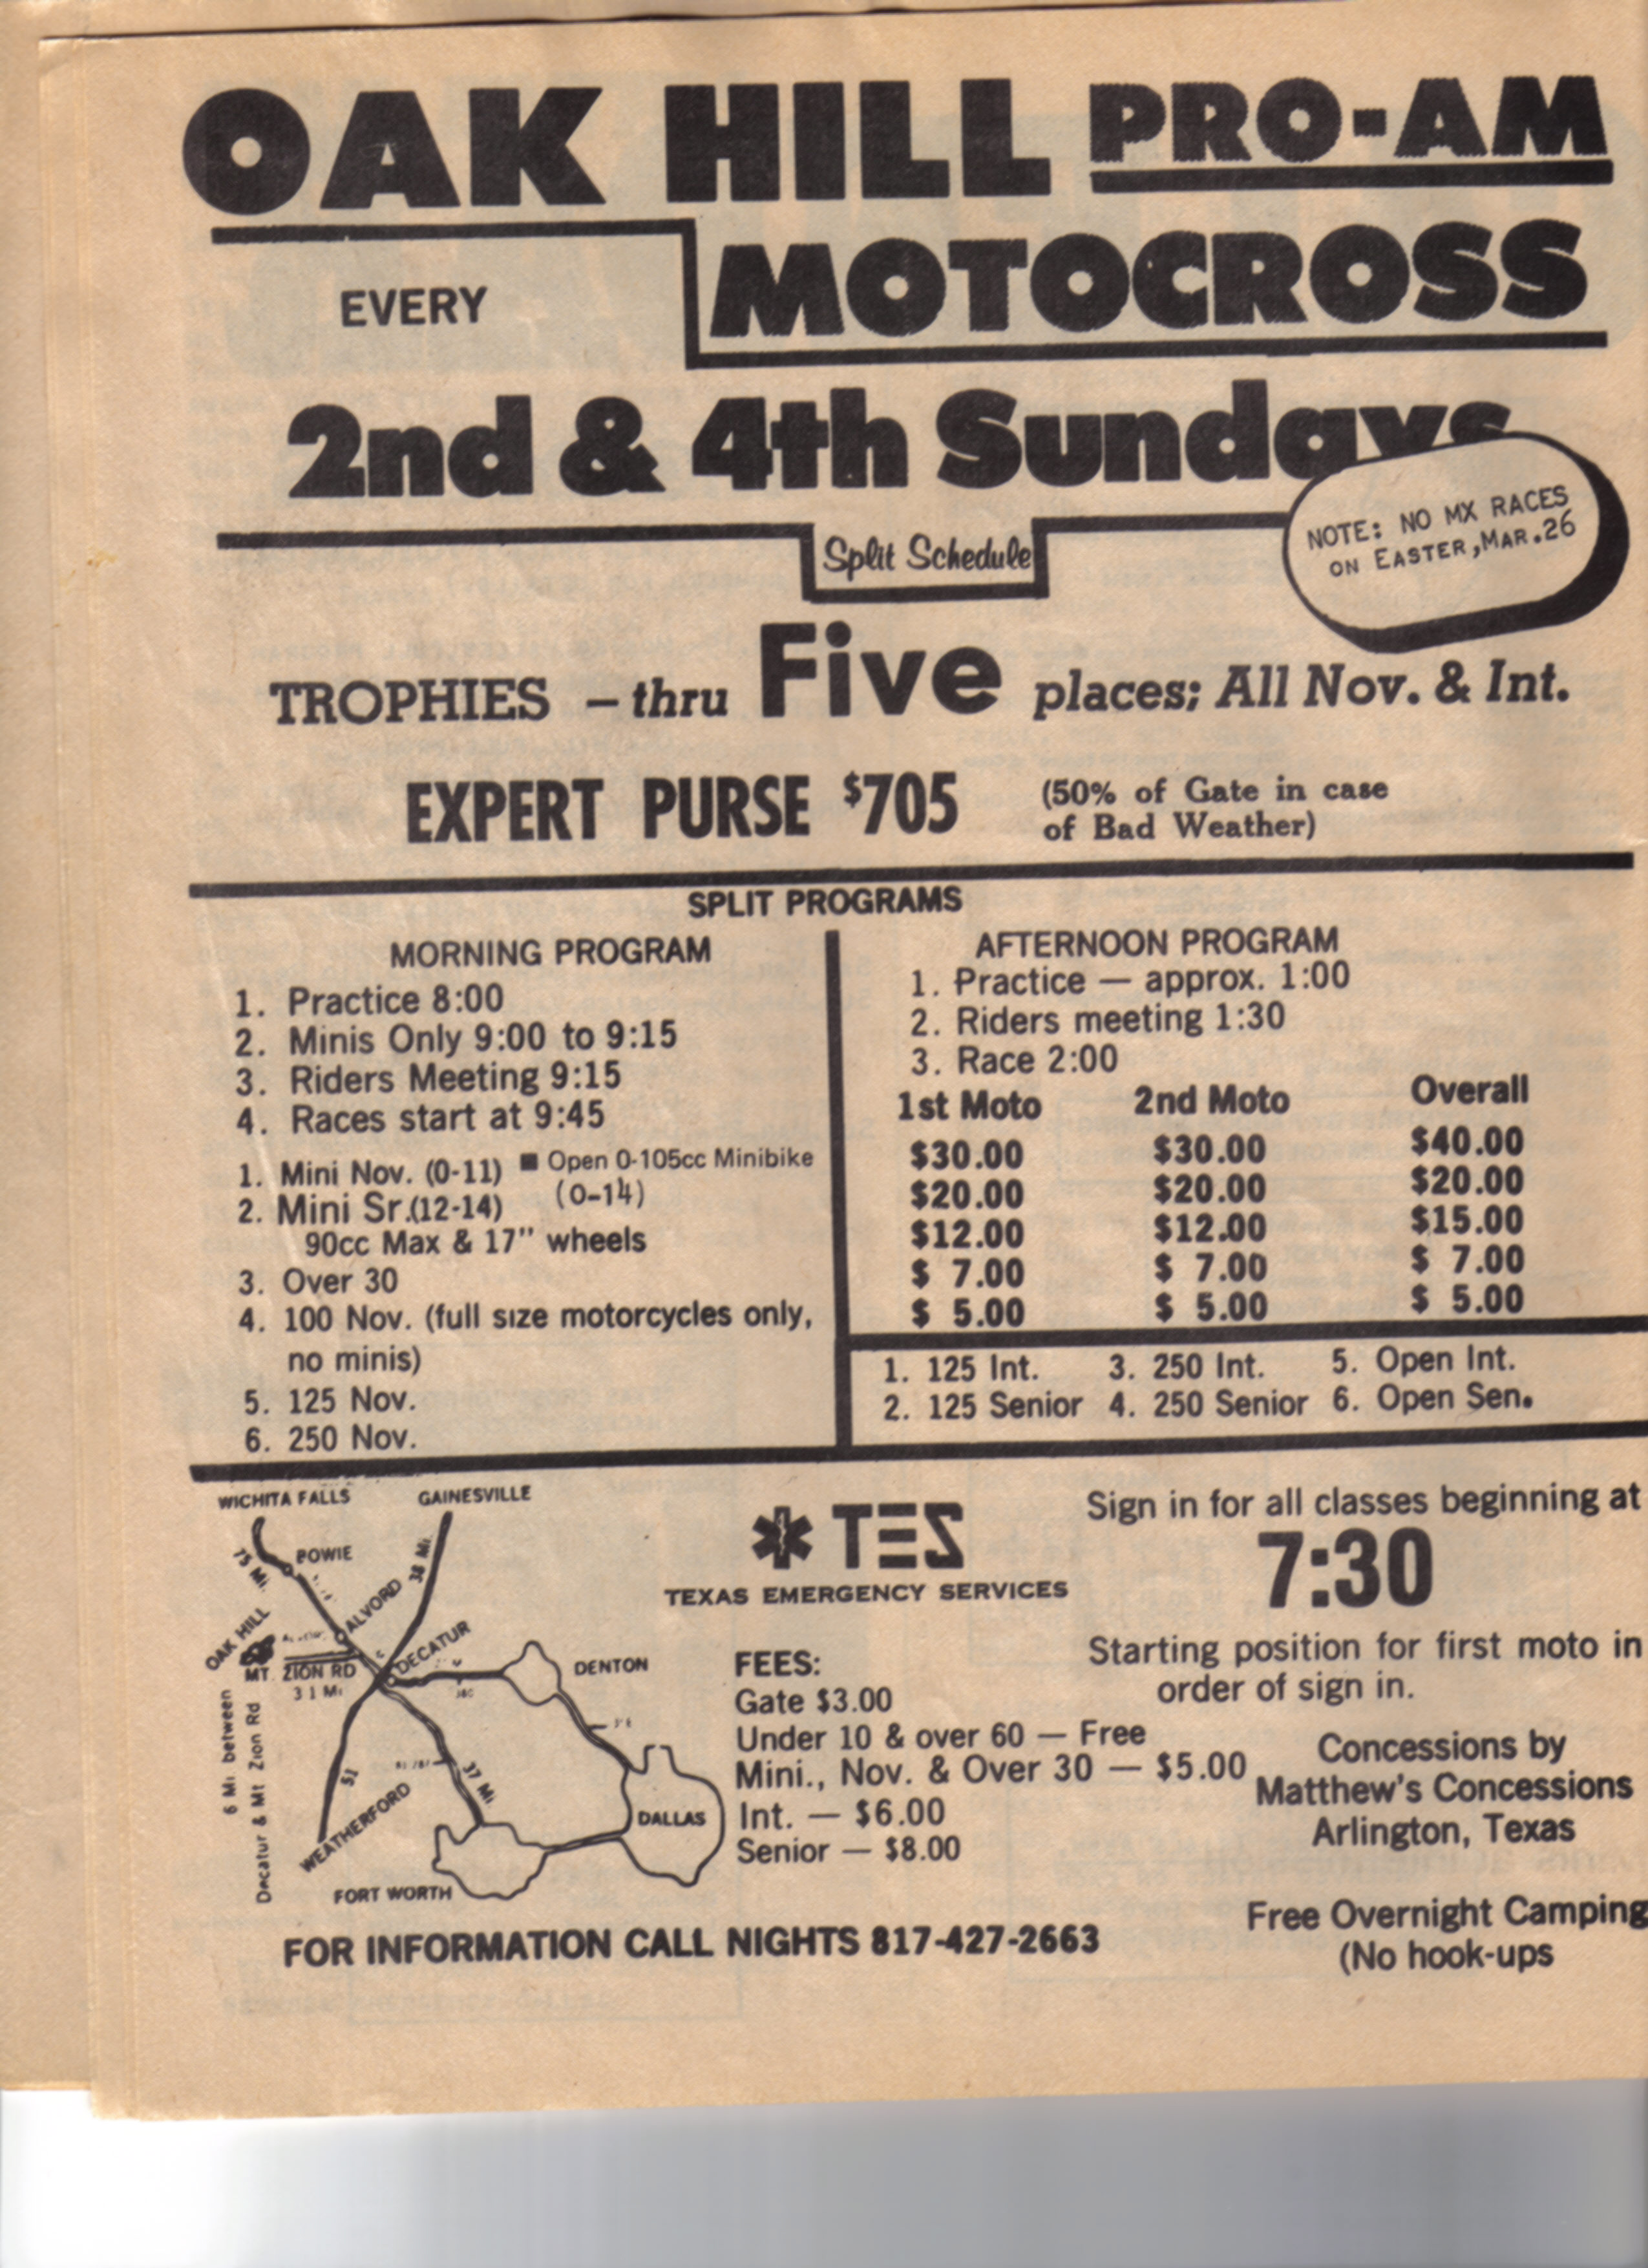 OAK HILL PRO-AM
MOTOCROSS
EVERY
2nd & 4th Sundays
NOTE: NO MX RACES
ON EASTER, MAR. 26
Split Schedule
TROPHIES – thru Five places; All Nov. & Int.
EXPERT PURSE $705
(50% of Gate in case
of Bad Weather)
SPLIT PROGRAMS
MORNING PROGRAM
1. Practice 8:00
2. Minis Only 9:00 to 9:15
3. Riders Meeting 9:15
4. Races start at 9:45
1. Mini Nov. (0-11) ■ Open 0-105cc Minibike
2. Mini Sr.(12-14) (0-14)
90cc Max & 17" wheels
3. Over 30
4. 100 Nov. (full size motorcycles only,
no minis)
5. 125 Nov.
6. 250 Nov.
AFTERNOON PROGRAM
1. Practice — approx. 1:00
2. Riders meeting 1:30
3. Race 2:00
1st Moto 2nd Moto Overall
$30.00 $30.00 $40.00
$20.00 $20.00 $20.00
$12.00 $12.00 $15.00
$ 7.00 $ 7.00 $ 7.00
$ 5.00 $ 5.00 $ 5.00
1. 125 Int. 3. 250 Int. 5. Open Int.
2. 125 Senior 4. 250 Senior 6. Open Sen.
WICHITA FALLS
GAINESVILLE
75 Mi.
BOWIE
38 Mi.
ALVORD
OAK HILL
DECATUR
MT. ZION RD
3 1 Mi
DENTON
6 Mi between
Decatur & Mt Zion Rd
51
37 Mi
WEATHERFORD
DALLAS
FORT WORTH
TES
TEXAS EMERGENCY SERVICES
FEES:
Gate $3.00
Under 10 & over 60 — Free
Mini., Nov. & Over 30 — $5.00
Int. — $6.00
Senior — $8.00
Sign in for all classes beginning at
7:30
Starting position for first moto in
order of sign in.
Concessions by
Matthew's Concessions
Arlington, Texas
Free Overnight Camping
(No hook-ups
FOR INFORMATION CALL NIGHTS 817-427-2663